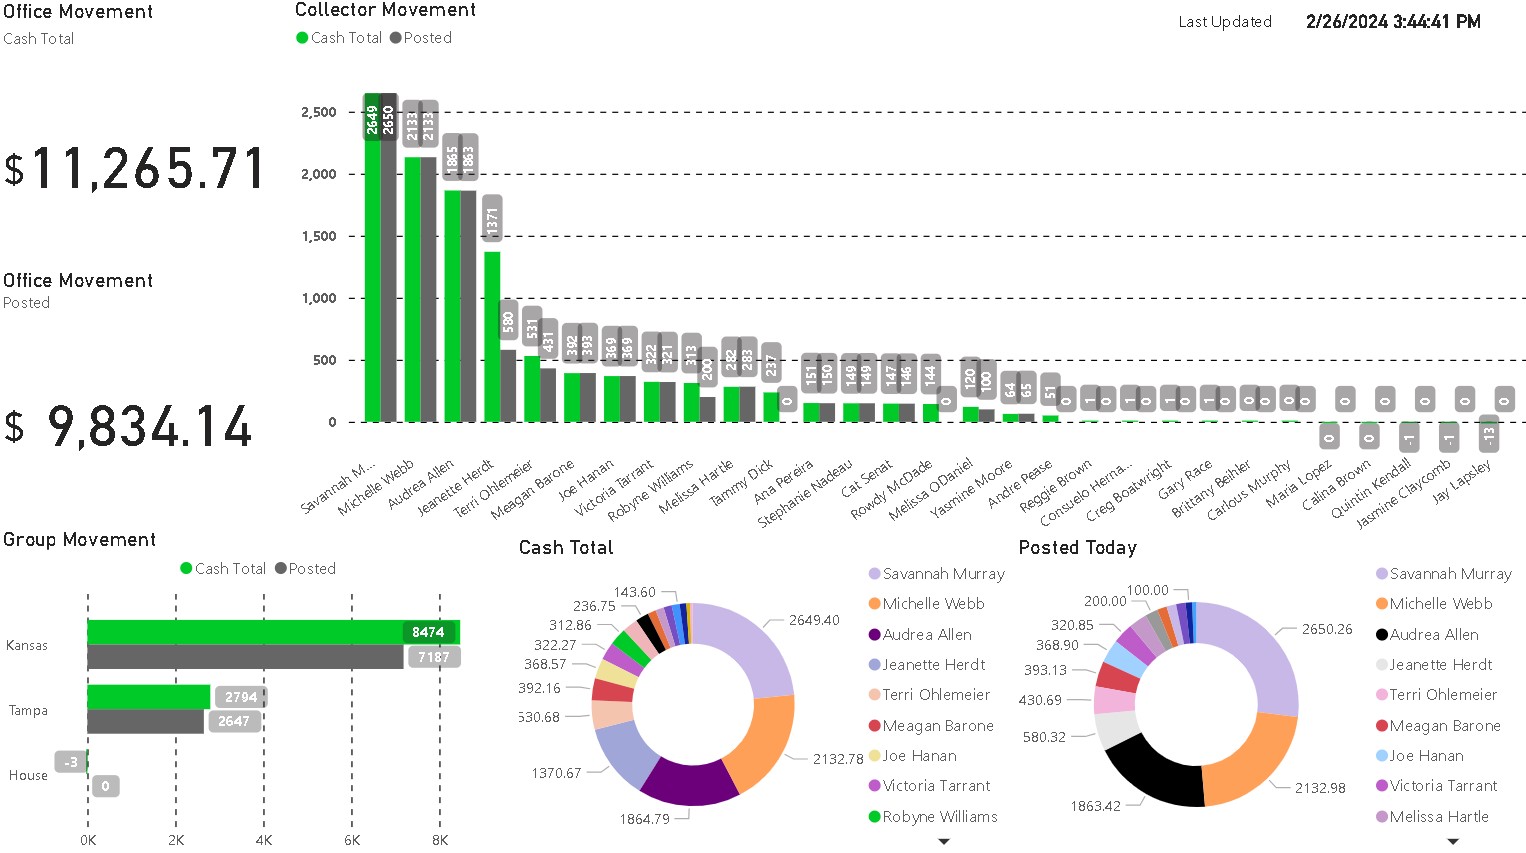 Office Movement
Cash Total
$11,265.71
Office Movement
Posted
$ 9,834.14
Collector Movement
Cash Total Posted
Last Updated 2/26/2024 3:44:41 PM
2,500
2,000
1,500
1,000
500
0
2649 2650 2133 2133 1865 1863 1371 580 531 431 392 393 369 369 322 321 313 200 282 283 237 0 151 150 149 149 147 146 144 0 120 100 64 65 51 0 1 0 1 0 1 0 1 0 0 0 0 0 0 0 0 0 -1 0 -1 0 -13 0
Savannah M...
Michelle Webb
Audrea Allen
Jeanette Herdt
Terri Ohlemeier
Meagan Barone
Joe Hanan
Victoria Tarrant
Robyne Williams
Melissa Hartle
Tammy Dick
Ana Pereira
Stephanie Nadeau
Cat Senat
Rowdy McDade
Melissa ODaniel
Yasmine Moore
Andre Pease
Reggie Brown
Consuelo Herna...
Creg Boatwright
Gary Race
Brittany Beihler
Carlous Murphy
Maria Lopez
Calina Brown
Quintin Kendall
Jasmine Claycomb
Jay Lapsley
Group Movement
Cash Total Posted
Kansas 8474
7187
Tampa 2794
2647
House -3
0
0K 2K 4K 6K 8K
Cash Total
143.60
236.75
312.86
322.27
368.57
392.16
530.68
1370.67
1864.79
2132.78
2649.40
Savannah Murray
Michelle Webb
Audrea Allen
Jeanette Herdt
Terri Ohlemeier
Meagan Barone
Joe Hanan
Victoria Tarrant
Robyne Williams
Posted Today
100.00
200.00
320.85
368.90
393.13
430.69
580.32
1863.42
2132.98
2650.26
Savannah Murray
Michelle Webb
Audrea Allen
Jeanette Herdt
Terri Ohlemeier
Meagan Barone
Joe Hanan
Victoria Tarrant
Melissa Hartle